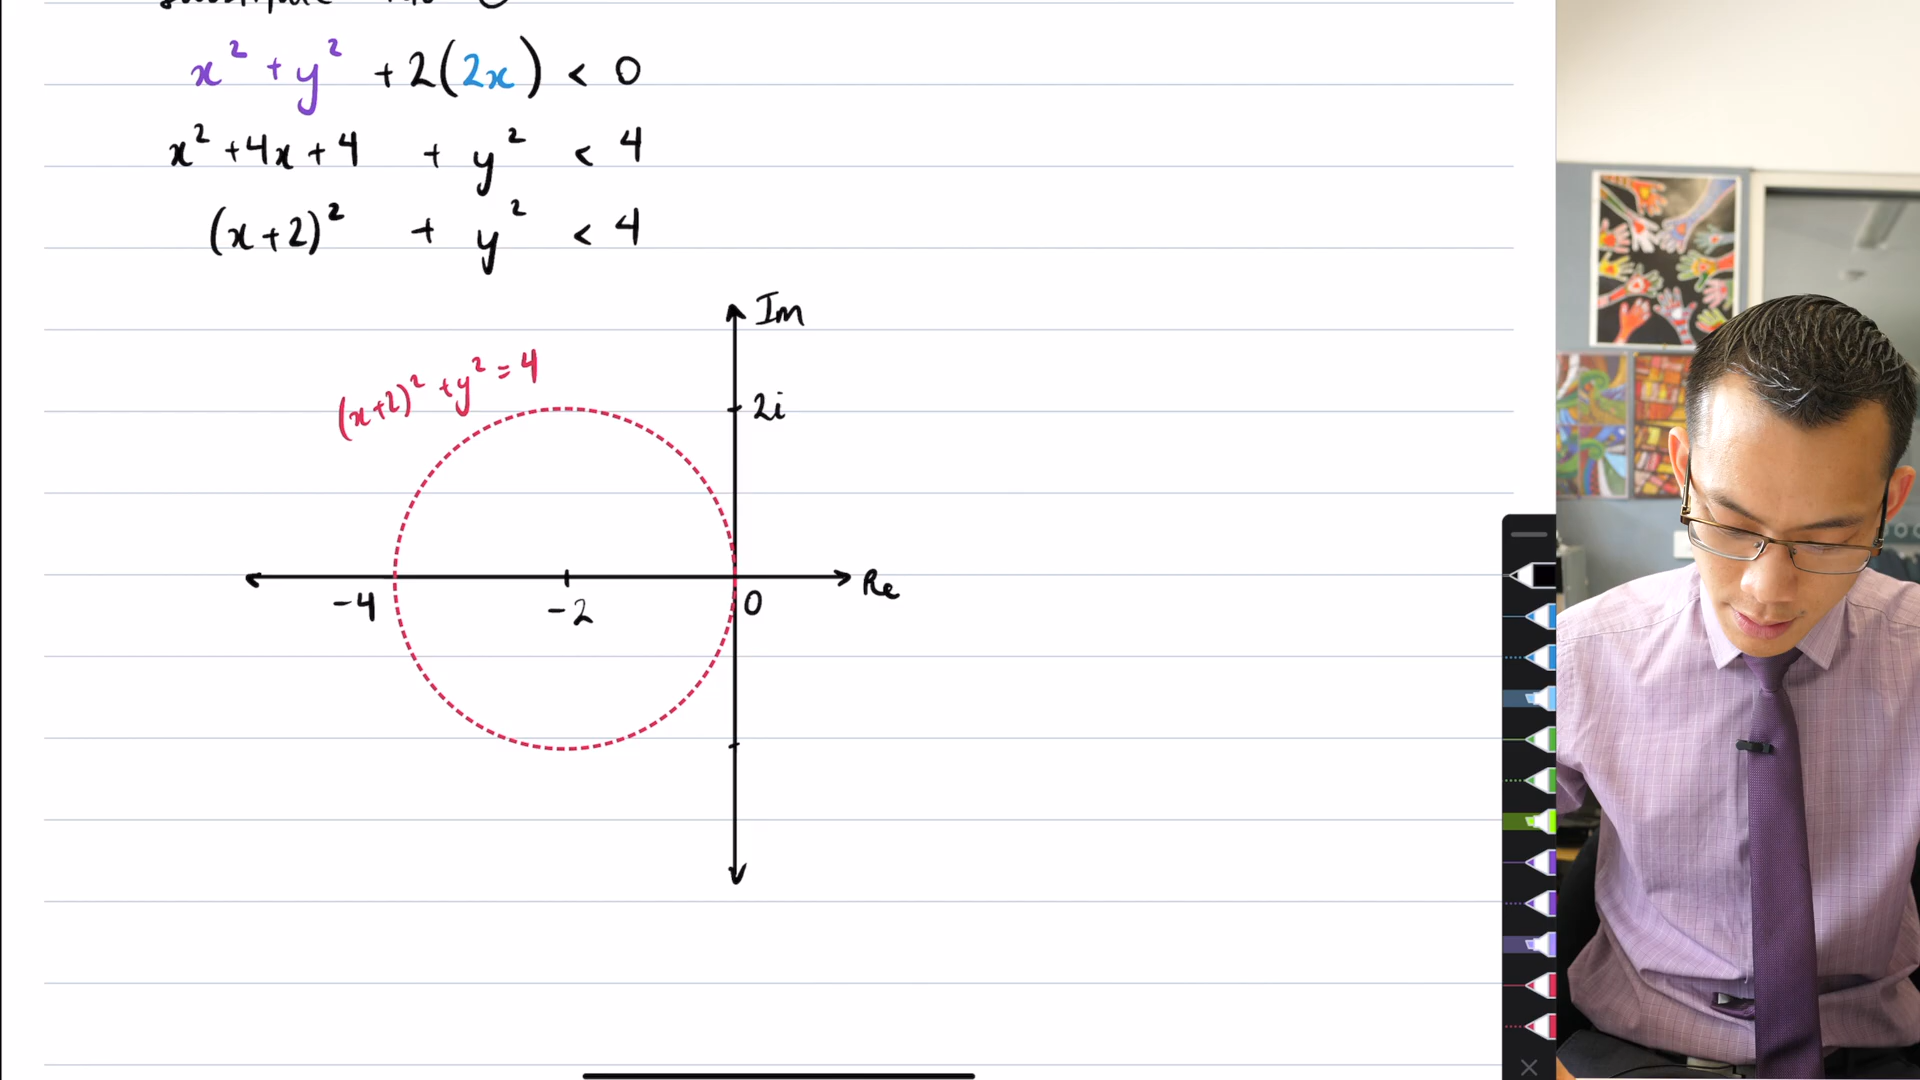 x² + y² + 2(2x) < 0
x² + 4x + 4 + y² < 4
(x+2)² + y² < 4
Im
(x+2)² + y² = 4
2i
Re
-4 -2 0